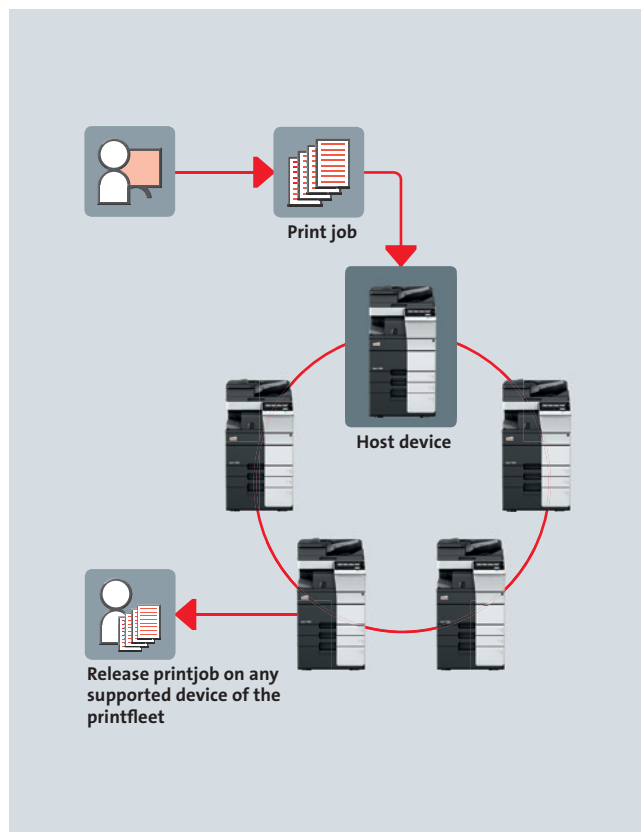 Print job
Host device
Release printjob on any
supported device of the
printfleet